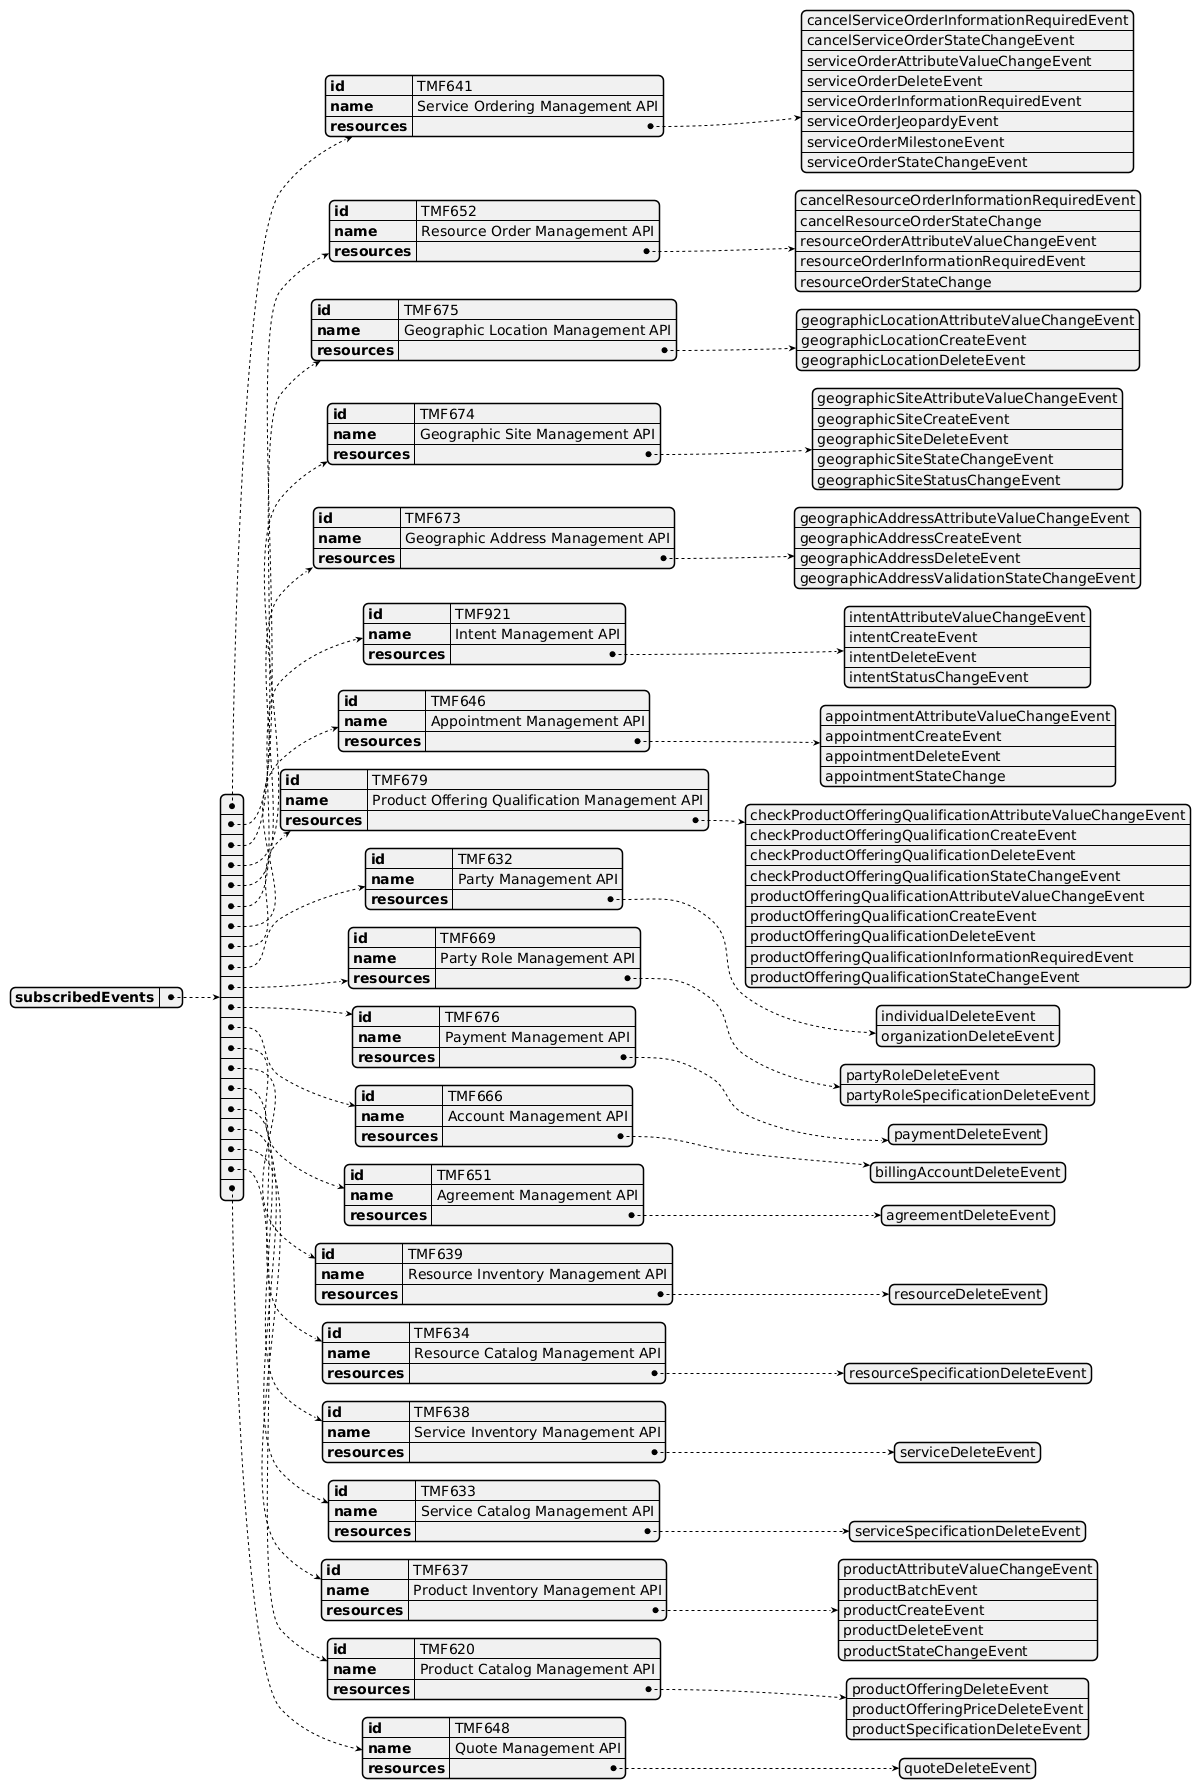 subscribedEvents
id TMF641
name Service Ordering Management API
resources
cancelServiceOrderInformationRequiredEvent
cancelServiceOrderStateChangeEvent
serviceOrderAttributeValueChangeEvent
serviceOrderDeleteEvent
serviceOrderInformationRequiredEvent
serviceOrderJeopardyEvent
serviceOrderMilestoneEvent
serviceOrderStateChangeEvent
id TMF652
name Resource Order Management API
resources
cancelResourceOrderInformationRequiredEvent
cancelResourceOrderStateChange
resourceOrderAttributeValueChangeEvent
resourceOrderInformationRequiredEvent
resourceOrderStateChange
id TMF675
name Geographic Location Management API
resources
geographicLocationAttributeValueChangeEvent
geographicLocationCreateEvent
geographicLocationDeleteEvent
id TMF674
name Geographic Site Management API
resources
geographicSiteAttributeValueChangeEvent
geographicSiteCreateEvent
geographicSiteDeleteEvent
geographicSiteStateChangeEvent
geographicSiteStatusChangeEvent
id TMF673
name Geographic Address Management API
resources
geographicAddressAttributeValueChangeEvent
geographicAddressCreateEvent
geographicAddressDeleteEvent
geographicAddressValidationStateChangeEvent
id TMF921
name Intent Management API
resources
intentAttributeValueChangeEvent
intentCreateEvent
intentDeleteEvent
intentStatusChangeEvent
id TMF646
name Appointment Management API
resources
appointmentAttributeValueChangeEvent
appointmentCreateEvent
appointmentDeleteEvent
appointmentStateChange
id TMF679
name Product Offering Qualification Management API
resources
checkProductOfferingQualificationAttributeValueChangeEvent
checkProductOfferingQualificationCreateEvent
checkProductOfferingQualificationDeleteEvent
checkProductOfferingQualificationStateChangeEvent
productOfferingQualificationAttributeValueChangeEvent
productOfferingQualificationCreateEvent
productOfferingQualificationDeleteEvent
productOfferingQualificationInformationRequiredEvent
productOfferingQualificationStateChangeEvent
id TMF632
name Party Management API
resources
individualDeleteEvent
organizationDeleteEvent
id TMF669
name Party Role Management API
resources
partyRoleDeleteEvent
partyRoleSpecificationDeleteEvent
id TMF676
name Payment Management API
resources
paymentDeleteEvent
id TMF666
name Account Management API
resources
billingAccountDeleteEvent
id TMF651
name Agreement Management API
resources
agreementDeleteEvent
id TMF639
name Resource Inventory Management API
resources
resourceDeleteEvent
id TMF634
name Resource Catalog Management API
resources
resourceSpecificationDeleteEvent
id TMF638
name Service Inventory Management API
resources
serviceDeleteEvent
id TMF633
name Service Catalog Management API
resources
serviceSpecificationDeleteEvent
id TMF637
name Product Inventory Management API
resources
productAttributeValueChangeEvent
productBatchEvent
productCreateEvent
productDeleteEvent
productStateChangeEvent
id TMF620
name Product Catalog Management API
resources
productOfferingDeleteEvent
productOfferingPriceDeleteEvent
productSpecificationDeleteEvent
id TMF648
name Quote Management API
resources
quoteDeleteEvent